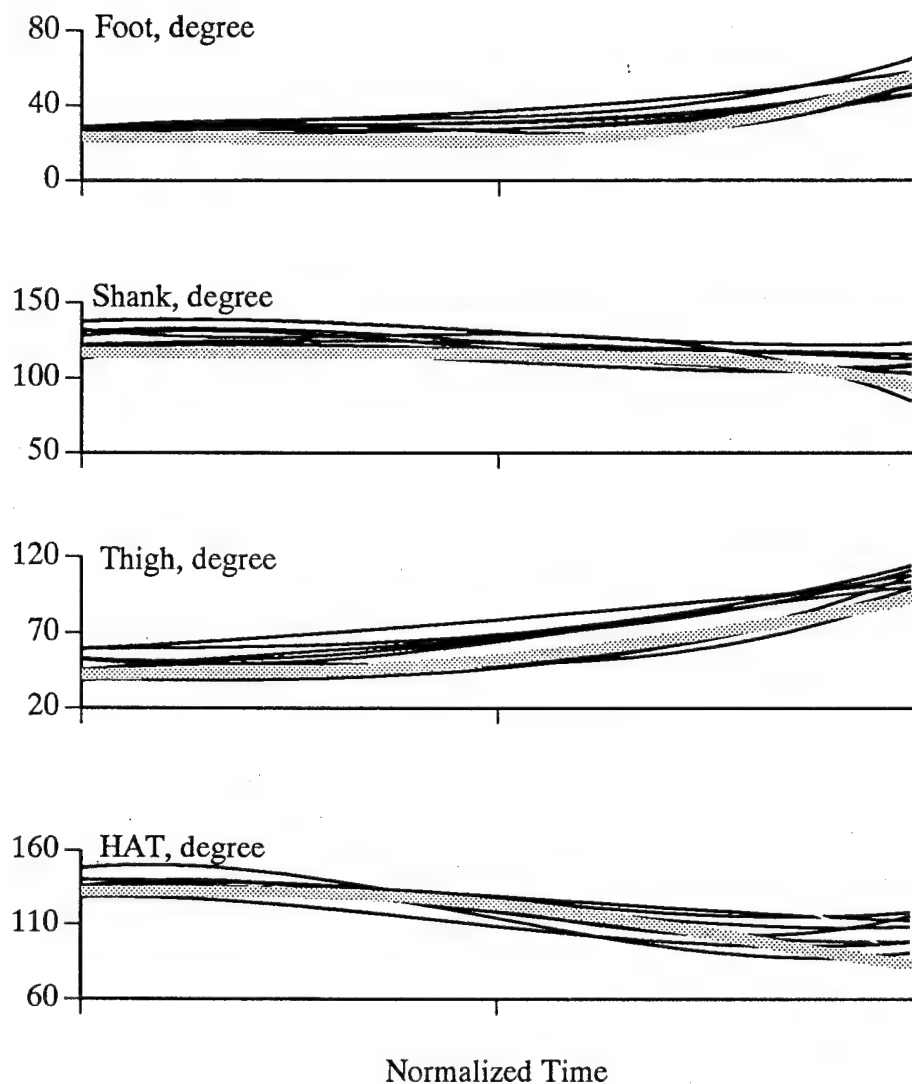 80 Foot, degree
40
0
150 Shank, degree
100
50
120 Thigh, degree
70
20
160 HAT, degree
110
60
Normalized Time